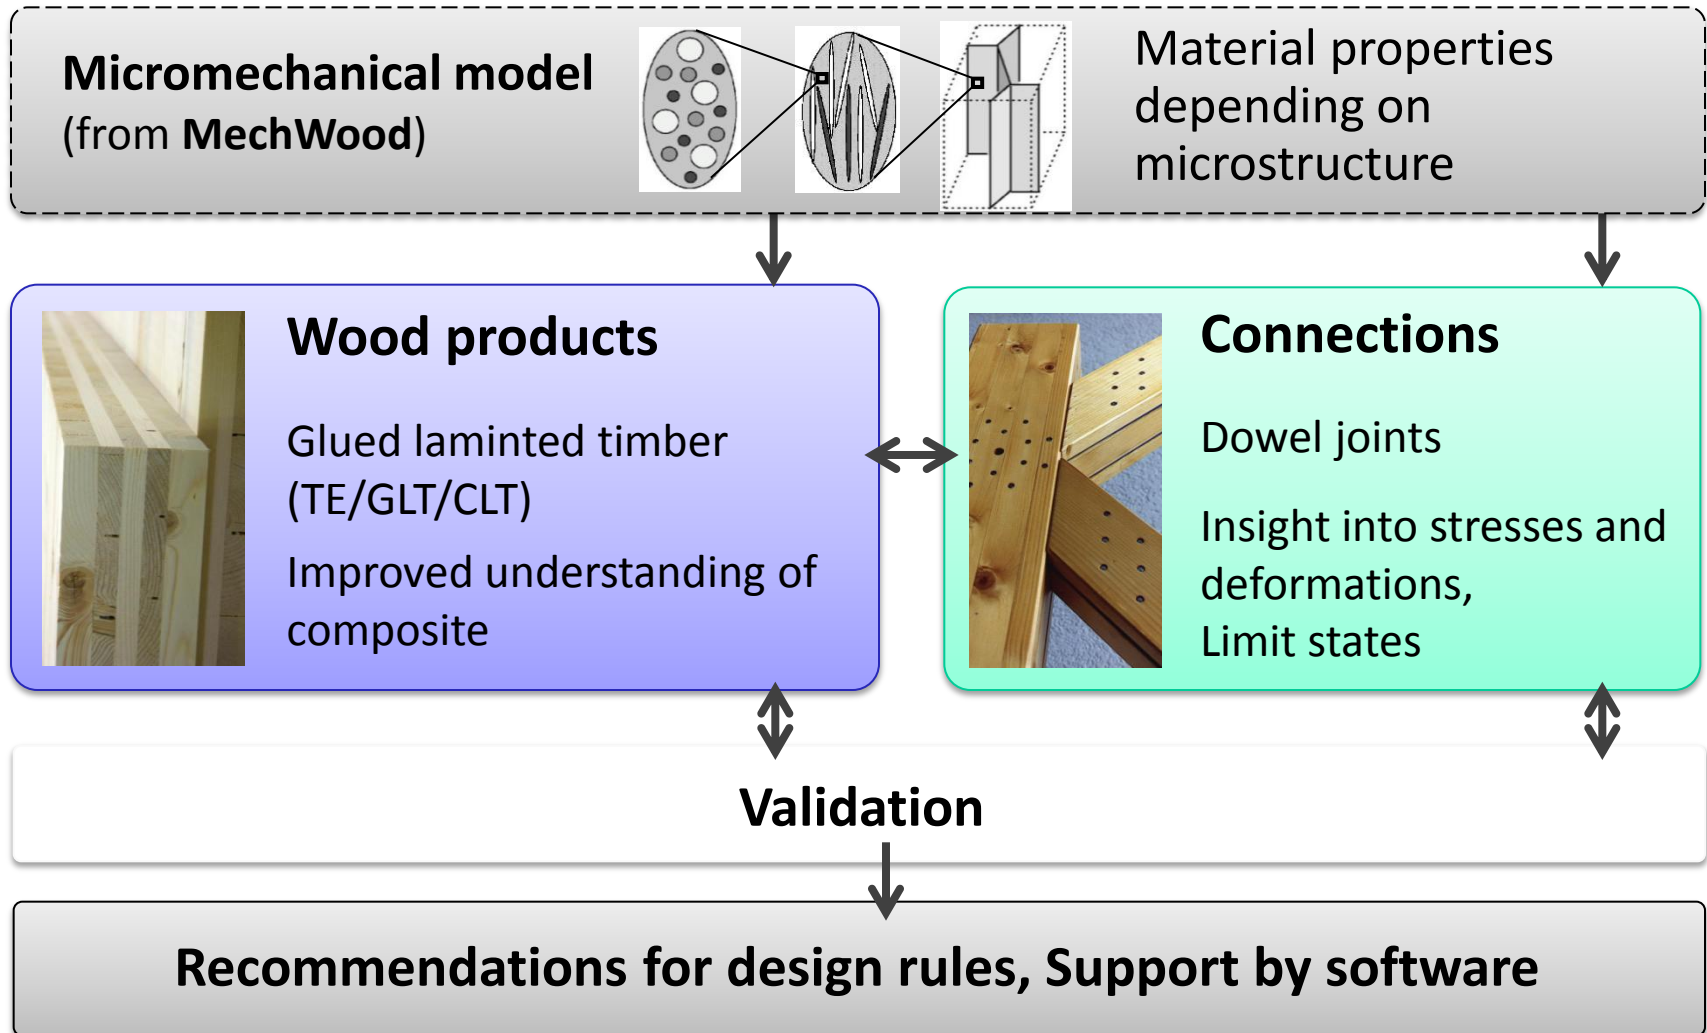 Micromechanical model
(from MechWood)
Material properties
depending on
microstructure
Wood products
Glued laminted timber
(TE/GLT/CLT)
Improved understanding of
composite
Connections
Dowel joints
Insight into stresses and
deformations,
Limit states
Validation
Recommendations for design rules, Support by software